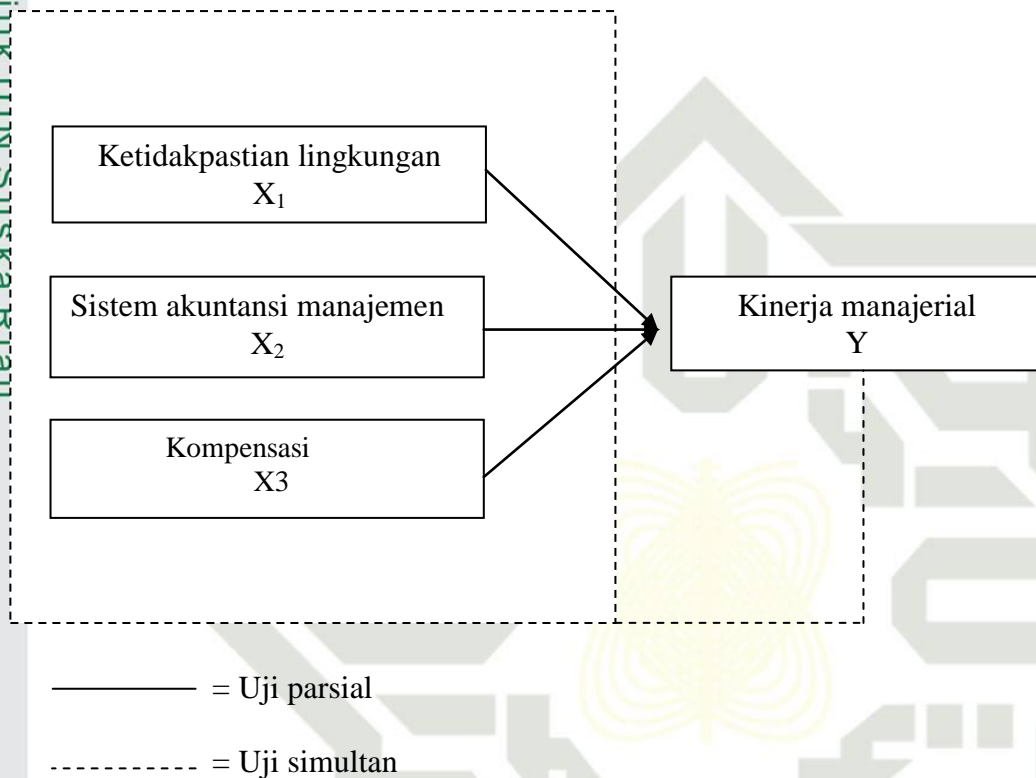 Ketidakpastian lingkungan
X₁
Sistem akuntansi manajemen
X₂
Kompensasi
X3
Kinerja manajerial
Y
= Uji parsial
= Uji simultan